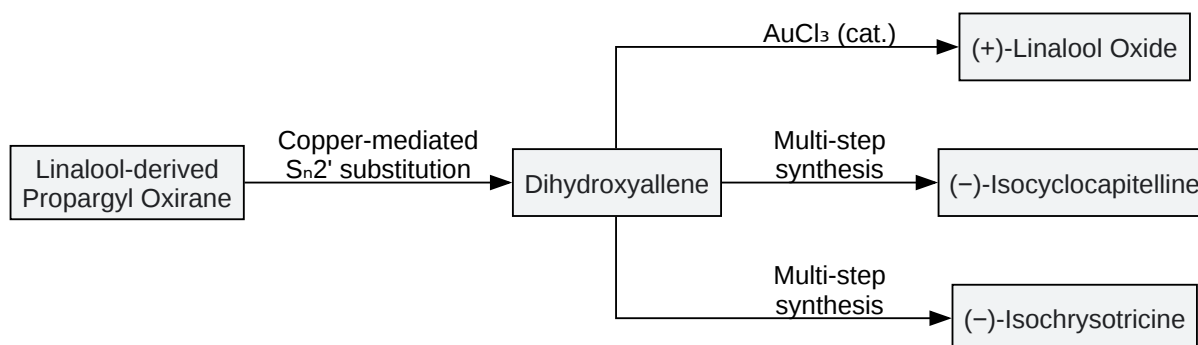 AuCl₃ (cat.)
(+)-Linalool Oxide
Linalool-derived
Propargyl Oxirane
Copper-mediated
Sₙ2' substitution
Dihydroxyallene
Multi-step
synthesis
(−)-Isocyclocapitelline
Multi-step
synthesis
(−)-Isochrysotricine